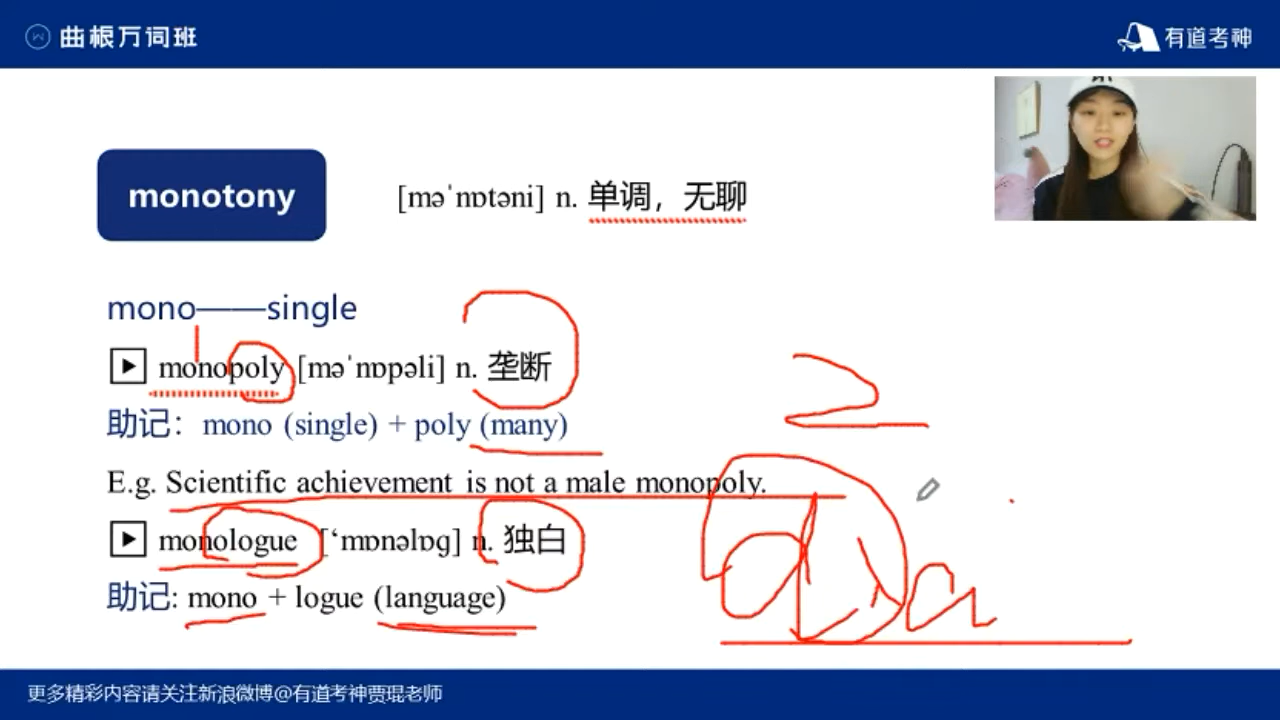 曲根万词班
有道考神
monotony [məˈnɒtəni] n. 单调，无聊
mono——single
monopoly [məˈnɒpəli] n. 垄断
助记：mono (single) + poly (many)
E.g. Scientific achievement is not a male monopoly.
monologue [‘mɒnəlɒɡ] n. 独白
助记: mono + logue (language)
2
dia
更多精彩内容请关注新浪微博@有道考神贾琨老师